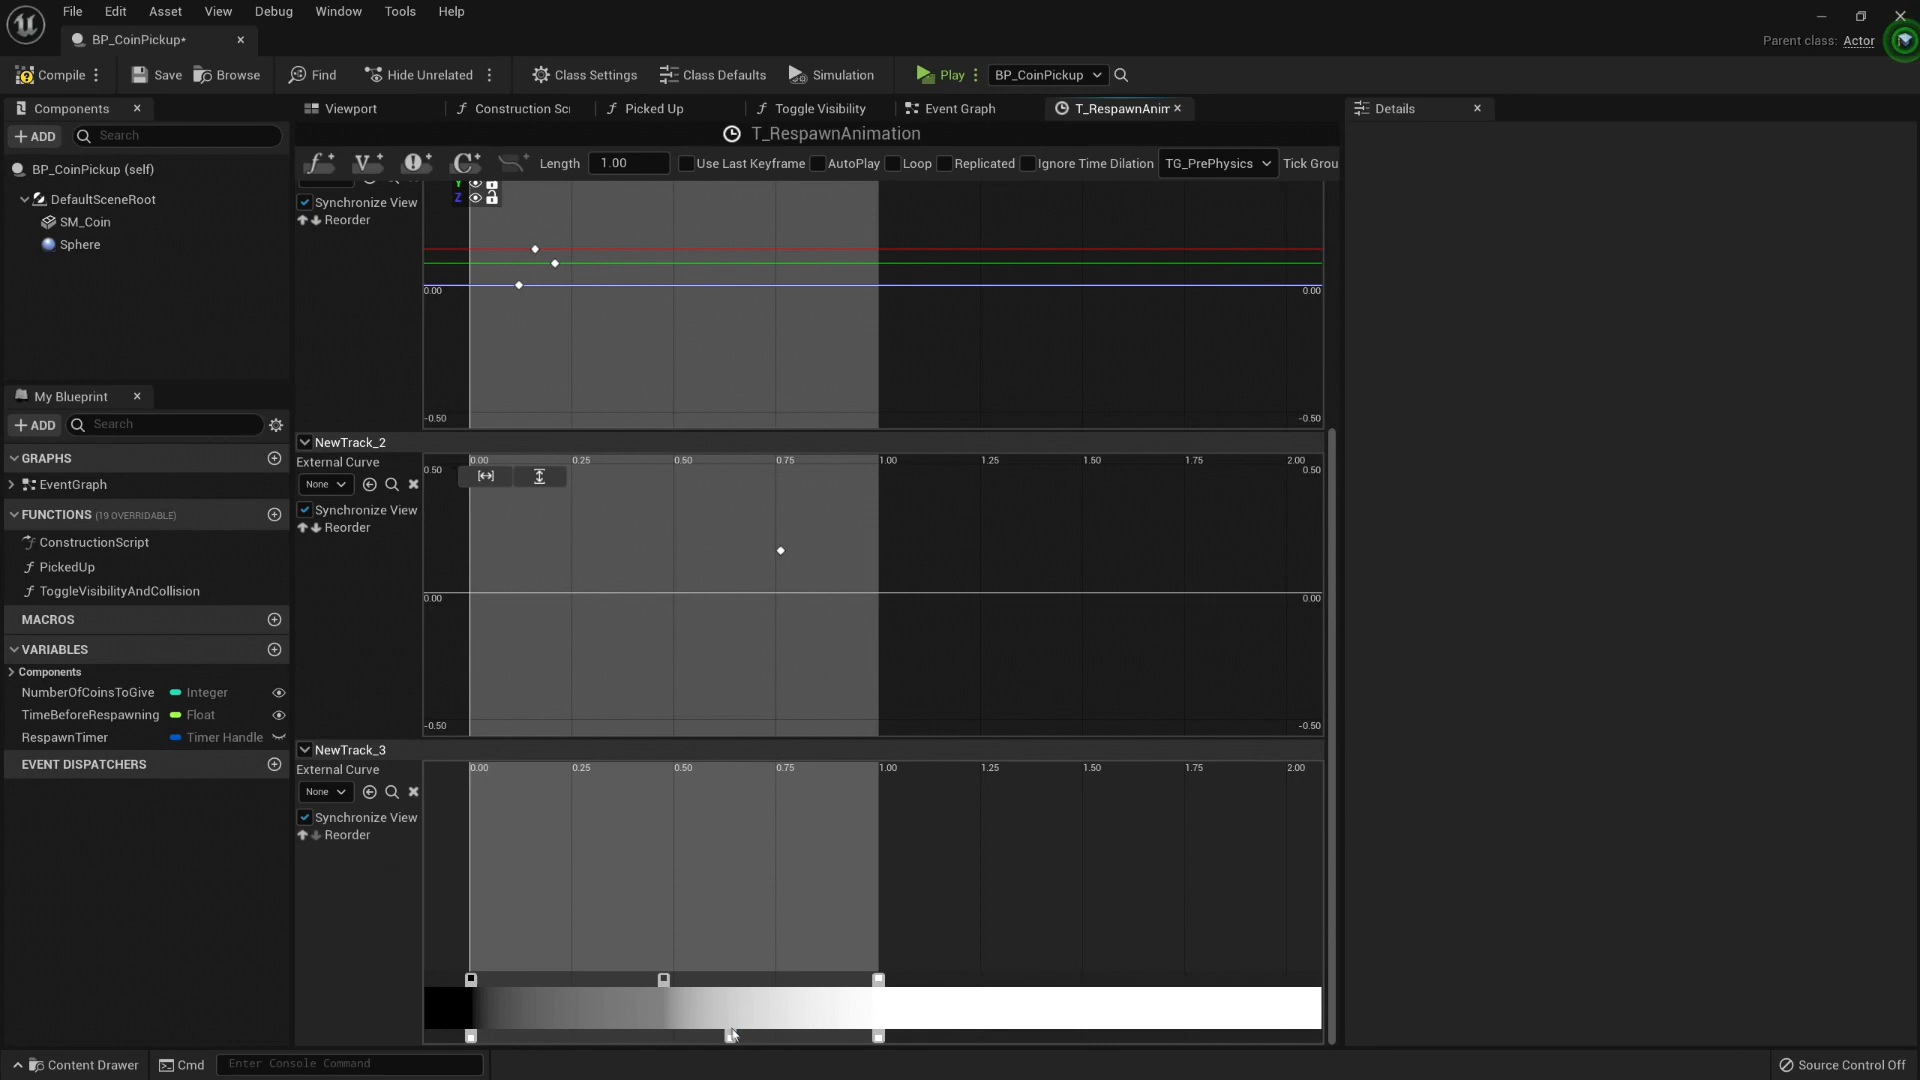 File Edit Asset View Debug Window Tools Help
BP_CoinPickup*
Parent class: Actor
Compile Save Browse Find Hide Unrelated Class Settings Class Defaults Simulation Play BP_CoinPickup
Components
Viewport Construction Sc Picked Up Toggle Visibility Event Graph T_RespawnAnim
Details
+ ADD Search
T_RespawnAnimation
Length 1.00 Use Last Keyframe AutoPlay Loop Replicated Ignore Time Dilation TG_PrePhysics Tick Grou
BP_CoinPickup (self)
DefaultSceneRoot
SM_Coin
Sphere
Y
Z
Synchronize View
Reorder
0.00 0.00
-0.50 -0.50
My Blueprint
+ ADD Search
GRAPHS
EventGraph
FUNCTIONS (19 OVERRIDABLE)
ConstructionScript
PickedUp
ToggleVisibilityAndCollision
MACROS
VARIABLES
Components
NumberOfCoinsToGive Integer
TimeBeforeRespawning Float
RespawnTimer Timer Handle
EVENT DISPATCHERS
NewTrack_2
External Curve
None
Synchronize View
Reorder
0.00 0.25 0.50 0.75 1.00 1.25 1.50 1.75 2.00
0.50 0.50
0.00 0.00
-0.50 -0.50
NewTrack_3
External Curve
None
Synchronize View
Reorder
0.00 0.25 0.50 0.75 1.00 1.25 1.50 1.75 2.00
Content Drawer Cmd Enter Console Command Source Control Off